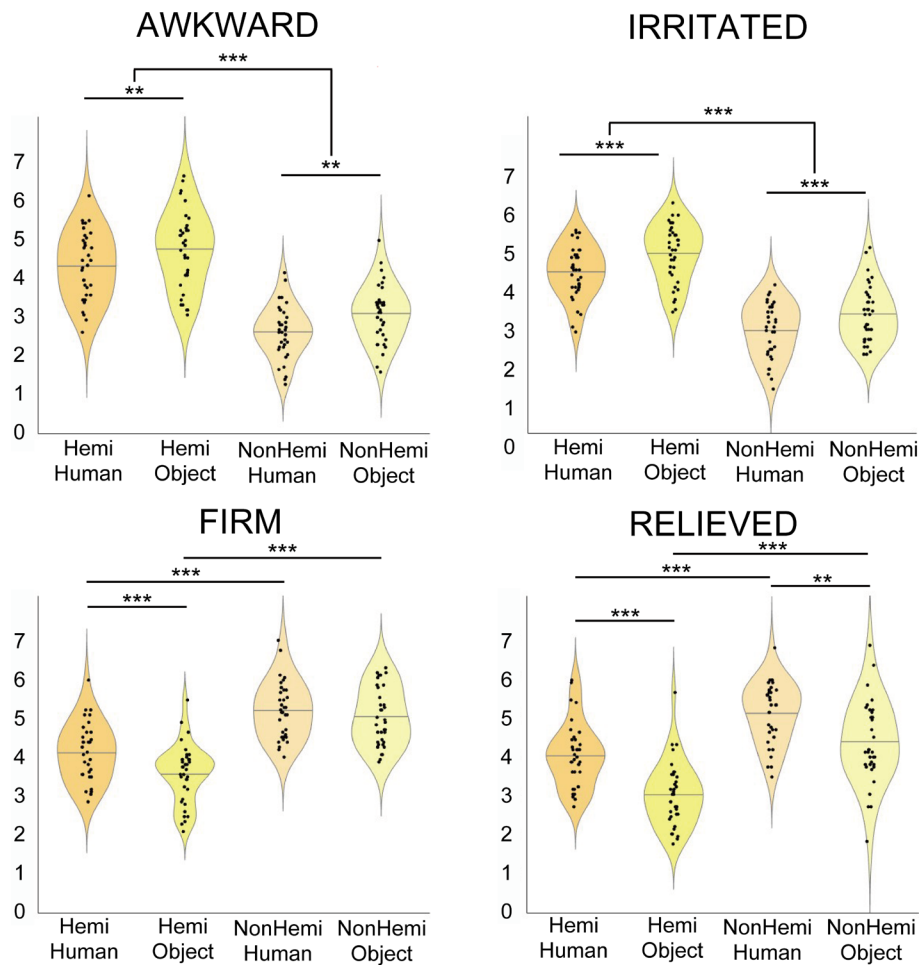 AWKWARD
***
**
**
7
6
5
4
3
2
1
0
Hemi Human
Hemi Object
NonHemi Human
NonHemi Object
IRRITATED
***
***
***
7
6
5
4
3
2
1
0
Hemi Human
Hemi Object
NonHemi Human
NonHemi Object
FIRM
***
***
***
7
6
5
4
3
2
1
0
Hemi Human
Hemi Object
NonHemi Human
NonHemi Object
RELIEVED
***
***
**
***
7
6
5
4
3
2
1
0
Hemi Human
Hemi Object
NonHemi Human
NonHemi Object